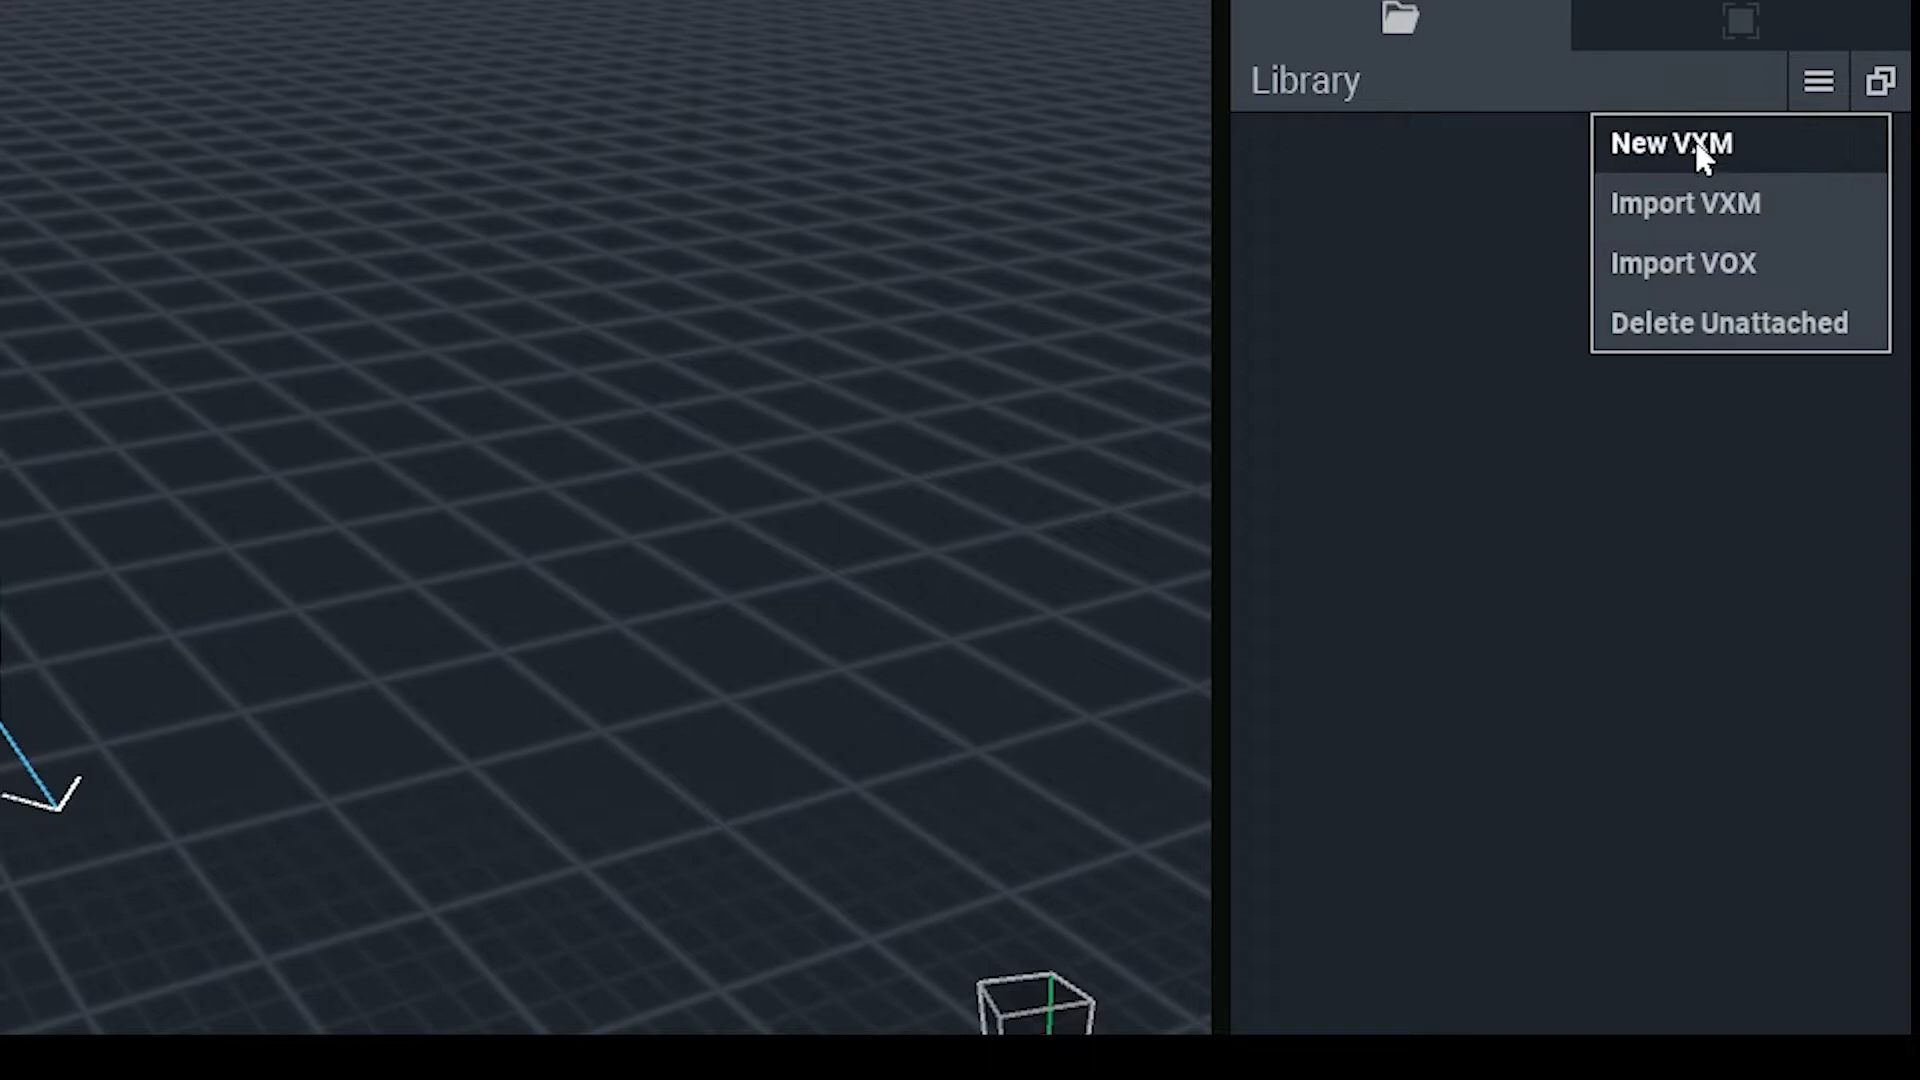 Library
New VXM
Import VXM
Import VOX
Delete Unattached